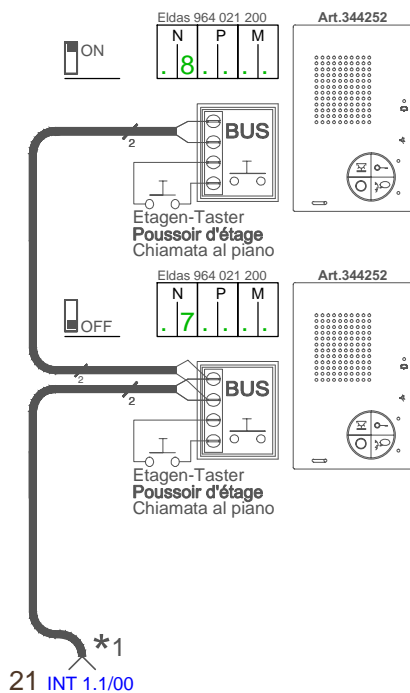 Eldas 964 021 200
Art.344252
ON
N P M
. 8 . . . .
BUS
2
Etagen-Taster
Poussoir d'étage
Chiamata al piano
Eldas 964 021 200
Art.344252
N P M
OFF
. 7 . . . .
2
BUS
2
Etagen-Taster
Poussoir d'étage
Chiamata al piano
*1
21 INT 1.1/00